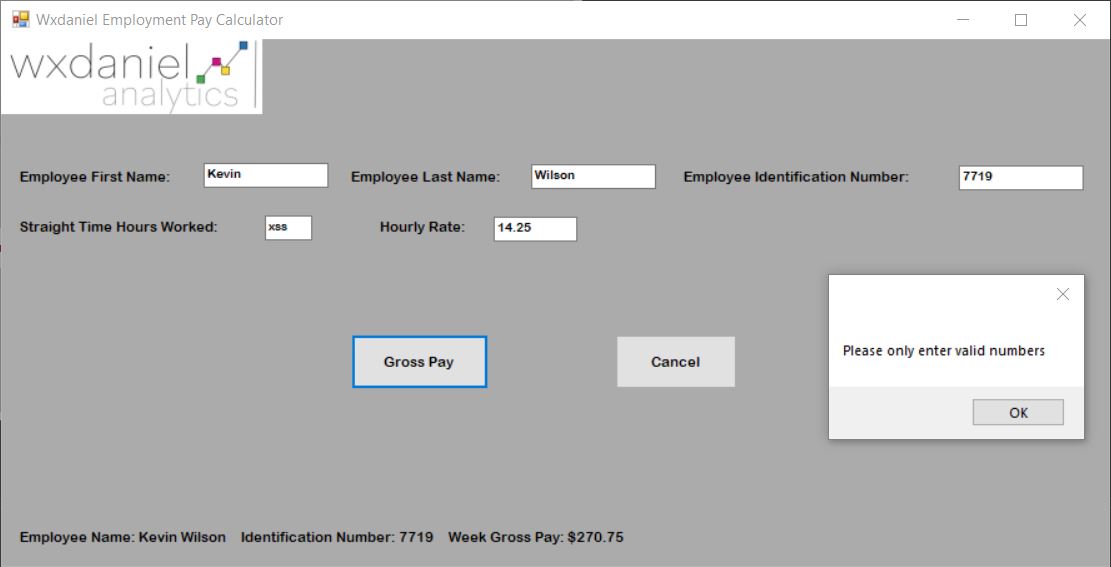 Wxdaniel Employment Pay Calculator
wxdaniel
analytics
Employee First Name: Kevin Employee Last Name: Wilson Employee Identification Number: 7719
Straight Time Hours Worked: xss Hourly Rate: 14.25
Please only enter valid numbers
Gross Pay Cancel
OK
Employee Name: Kevin Wilson Identification Number: 7719 Week Gross Pay: $270.75